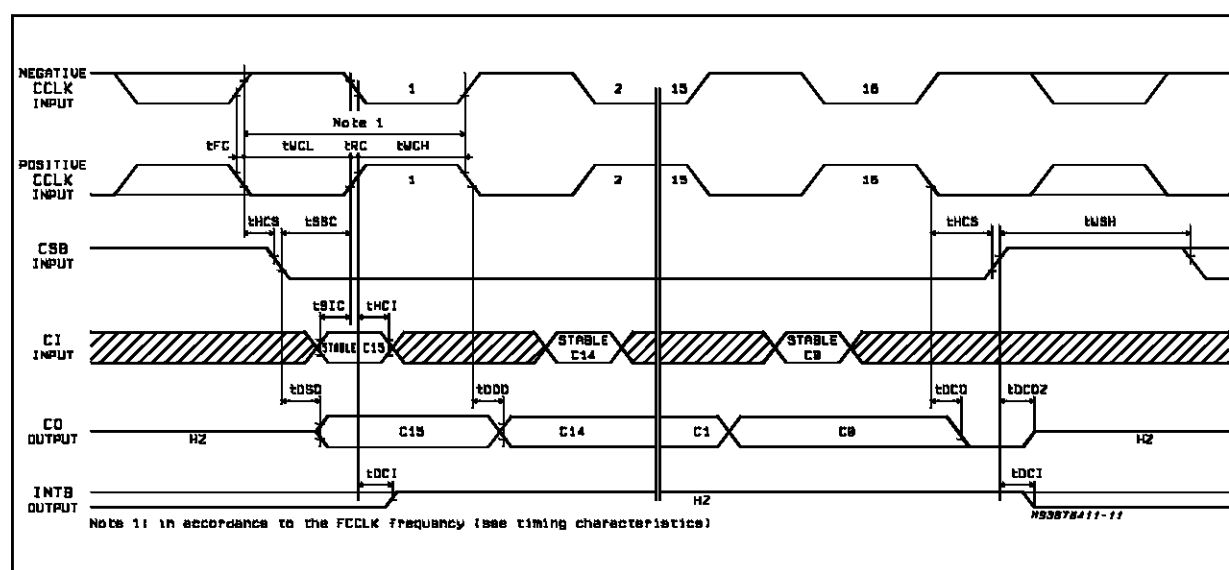 NEGATIVE
CCLK
INPUT
1
2
15
16
Note 1
tFC
tWCL
tRC
tWCH
POSITIVE
CCLK
INPUT
1
2
15
16
tHCS
tSSC
tHCS
tWSH
CSB
INPUT
tSIC
tHCI
CI
INPUT
STABLE
C15
STABLE
C14
STABLE
C0
tDSO
tDDO
tDCO
tDCOZ
CO
OUTPUT
HZ
C15
C14
C1
C0
HZ
tDCI
tDCI
INTB
OUTPUT
HZ
Note 1: in accordance to the FCCLK frequency (see timing characteristics)